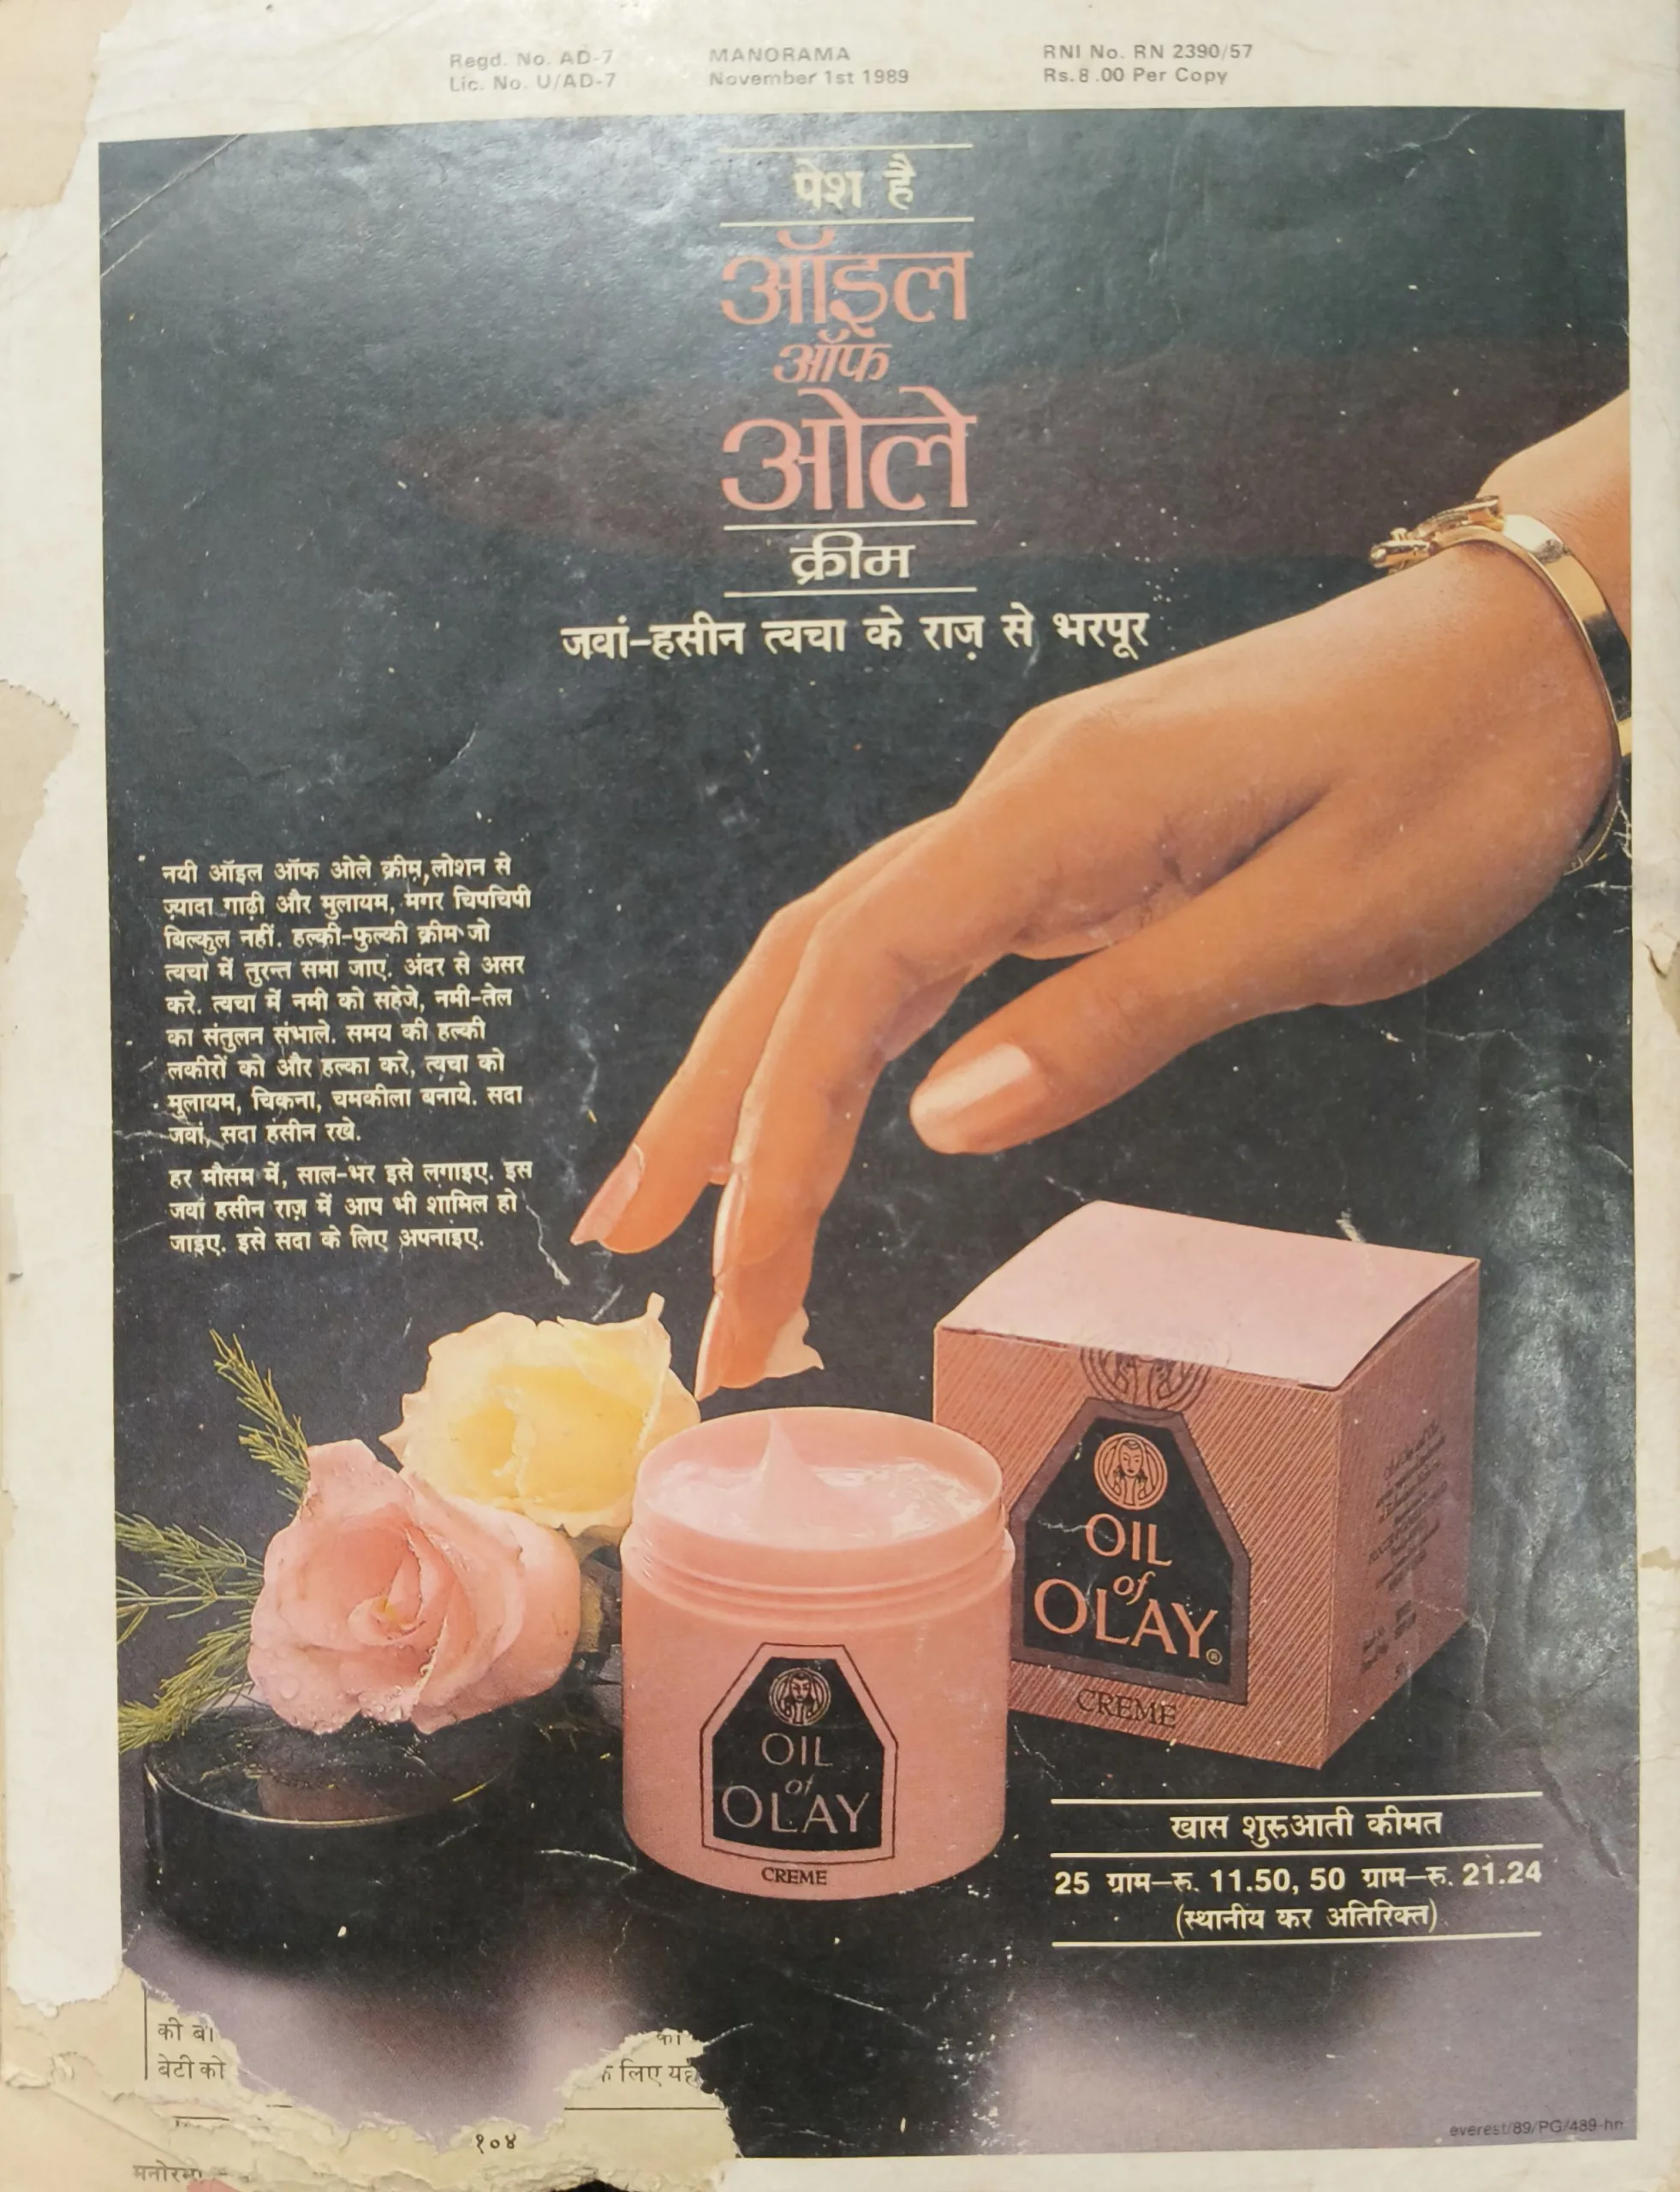 Regd. No. AD-7
Lic. No. U/AD-7
MANORAMA
November 1st 1989
RNI No. RN 2390/57
Rs.8.00 Per Copy
पेश है
ऑइल
ऑफ
ओले
क्रीम
जवां-हसीन त्वचा के राज़ से भरपूर
नयी ऑइल ऑफ ओले क्रीम,लोशन से
ज़्यादा गाढ़ी और मुलायम, मगर चिपचिपी
बिल्कुल नहीं. हल्की-फुल्की क्रीम जो
त्वचा में तुरन्त समा जाए. अंदर से असर
करे. त्वचा में नमी को सहेजे, नमी-तेल
का संतुलन संभाले. समय की हल्की
लकीरों को और हल्का करे, त्वचा को
मुलायम, चिकना, चमकीला बनाये. सदा
जवां, सदा हसीन रखे.
हर मौसम में, साल-भर इसे लगाइए. इस
जवां हसीन राज़ में आप भी शामिल हो
जाइए. इसे सदा के लिए अपनाइए.
OIL
of
OLAY®
CREME
OIL
of
OLAY
CREME
खास शुरूआती कीमत
25 ग्राम—रू. 11.50, 50 ग्राम—रू. 21.24
(स्थानीय कर अतिरिक्त)
की
बेटी को
लिए
everest/89/PG/489-hn
१०४
मनोरमा